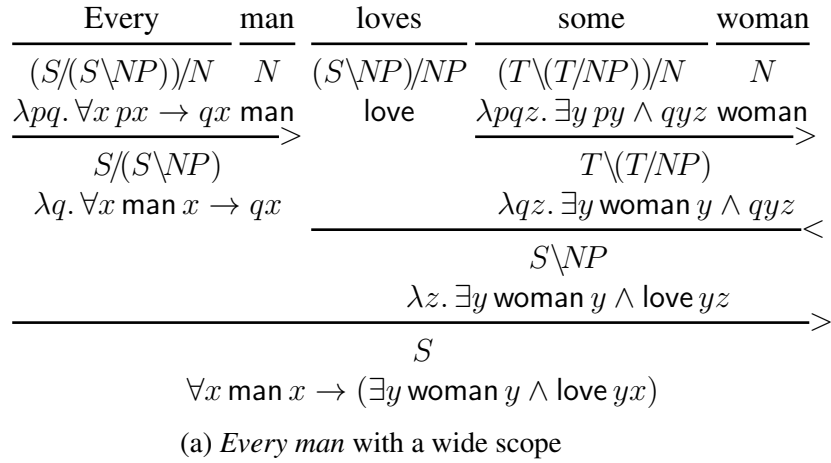 Every man loves some woman
(S/(S\NP))/N N (S\NP)/NP (T\(T/NP))/N N
λpq. ∀x px → qx man love λpqz. ∃y py ∧ qyz woman
> >
S/(S\NP) T\(T/NP)
λq. ∀x man x → qx λqz. ∃y woman y ∧ qyz
<
S\NP
λz. ∃y woman y ∧ love yz
>
S
∀x man x → (∃y woman y ∧ love yx)
(a) Every man with a wide scope